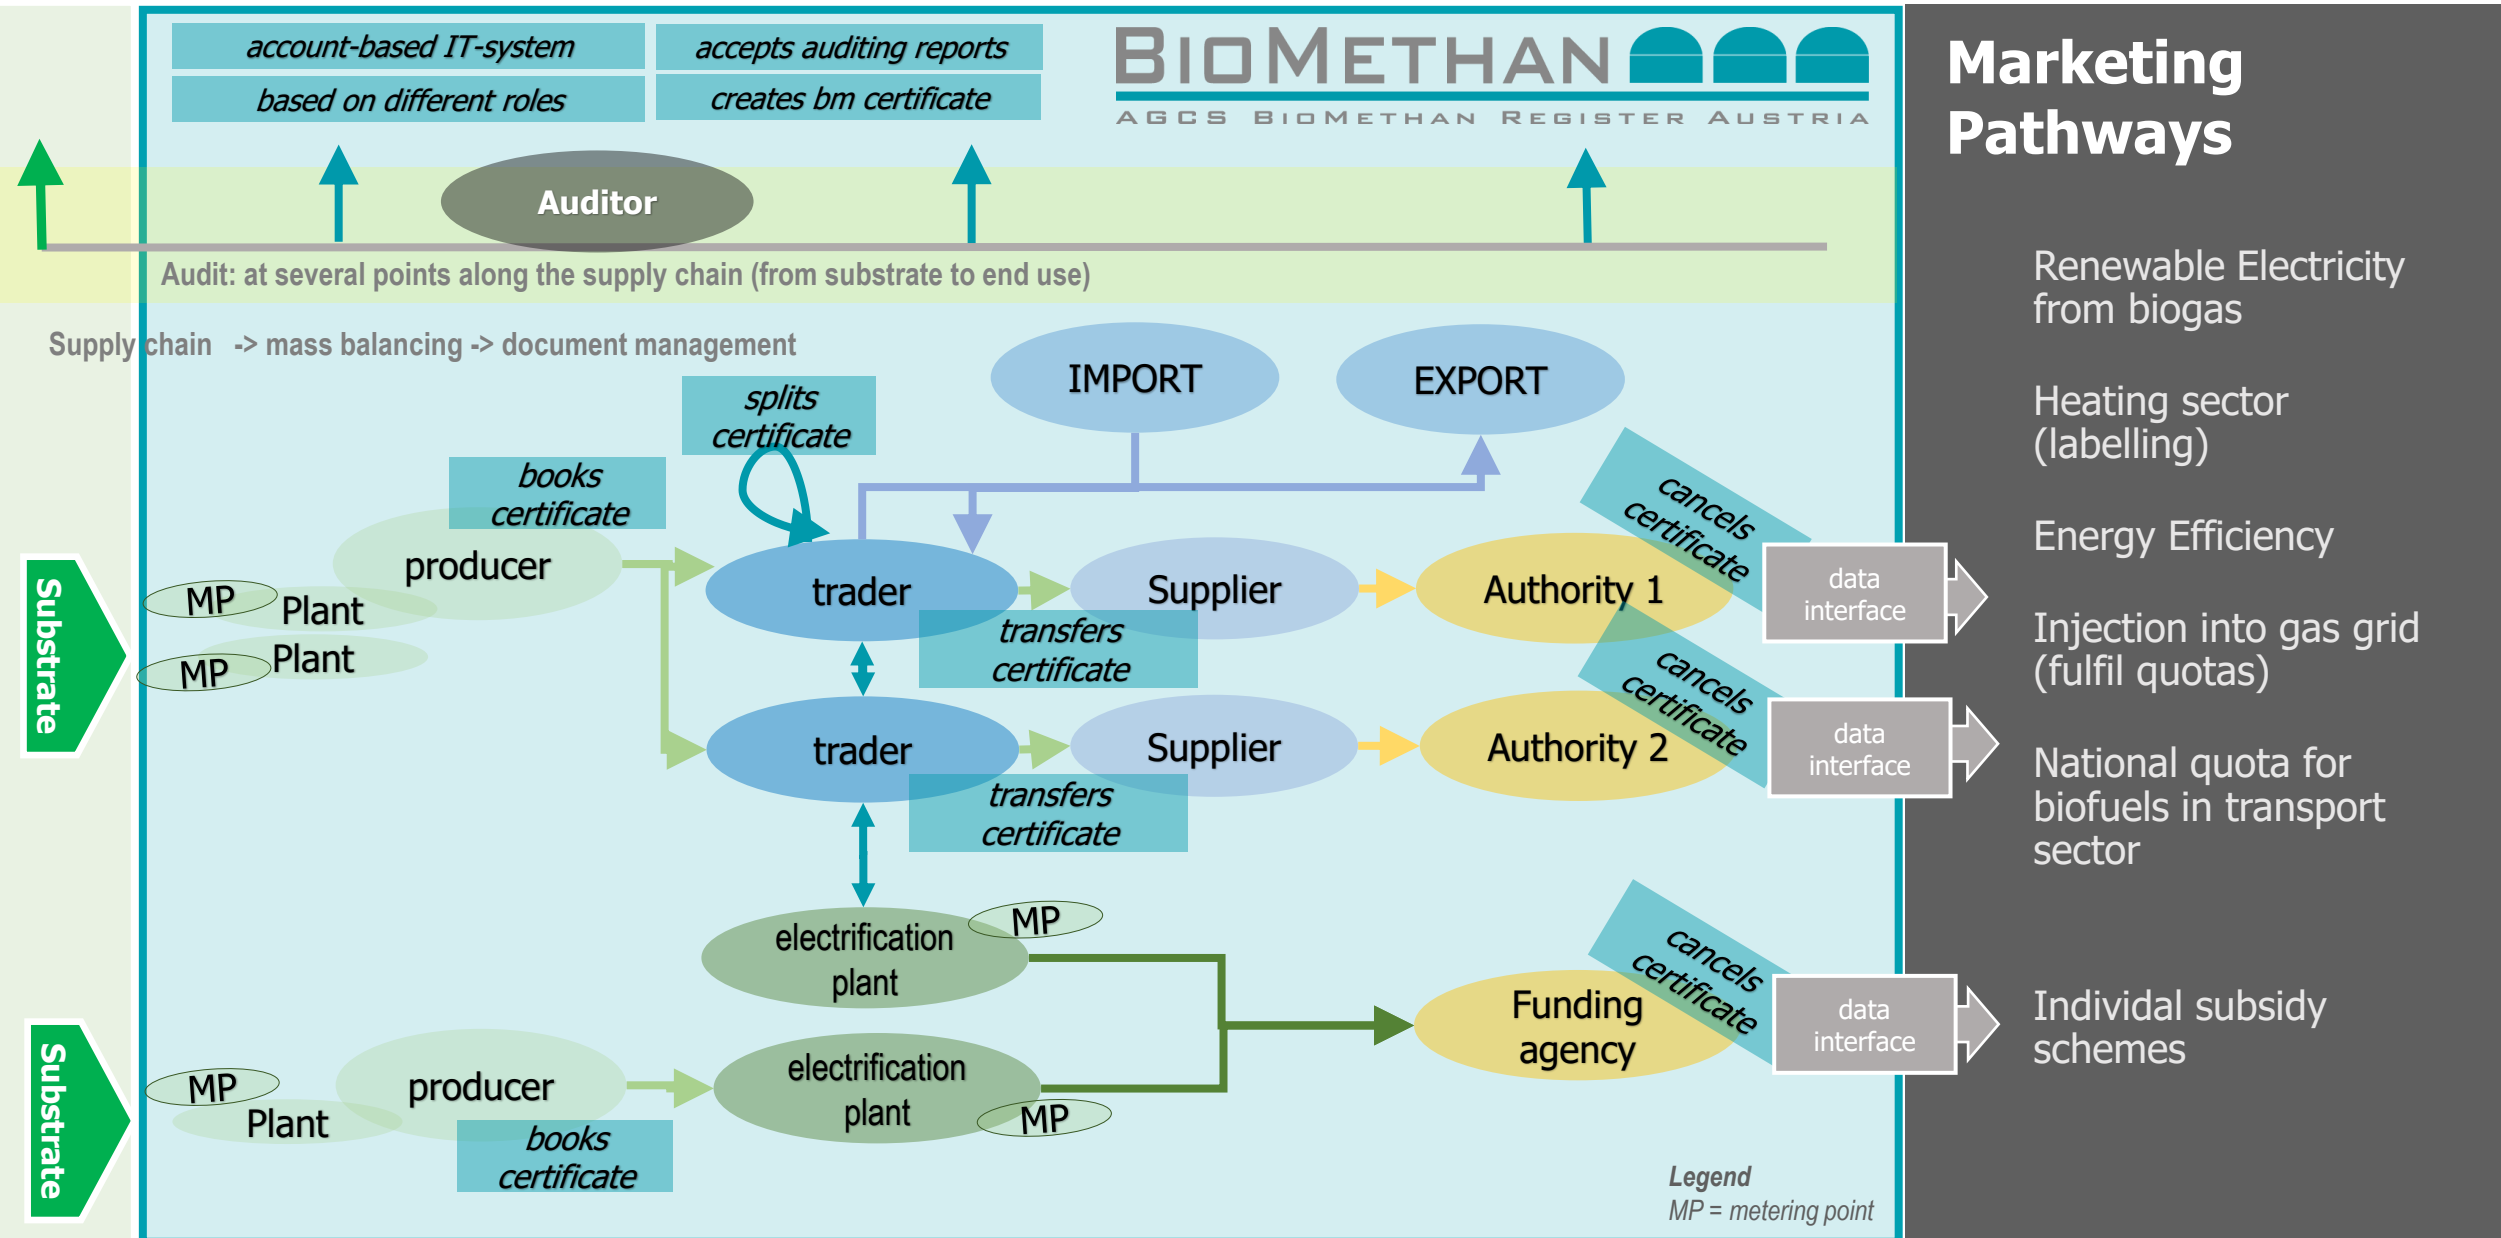 account-based IT-system
based on different roles
accepts auditing reports
creates bm certificate
BIOMETHAN
AGCS BIOMETHAN REGISTER AUSTRIA
Marketing
Pathways
Auditor
Audit: at several points along the supply chain (from substrate to end use)
Supply chain -> mass balancing -> document management
IMPORT
EXPORT
splits
certificate
books
certificate
producer
MP
Plant
MP
Plant
Substrate
trader
Supplier
Authority 1
transfers
certificate
cancels
certificate
data
interface
trader
Supplier
Authority 2
transfers
certificate
cancels
certificate
data
interface
electrification
plant
MP
Substrate
MP
Plant
producer
books
certificate
electrification
plant
MP
Funding
agency
cancels
certificate
data
interface
Legend
MP = metering point
Renewable Electricity
from biogas
Heating sector
(labelling)
Energy Efficiency
Injection into gas grid
(fulfil quotas)
National quota for
biofuels in transport
sector
Individal subsidy
schemes